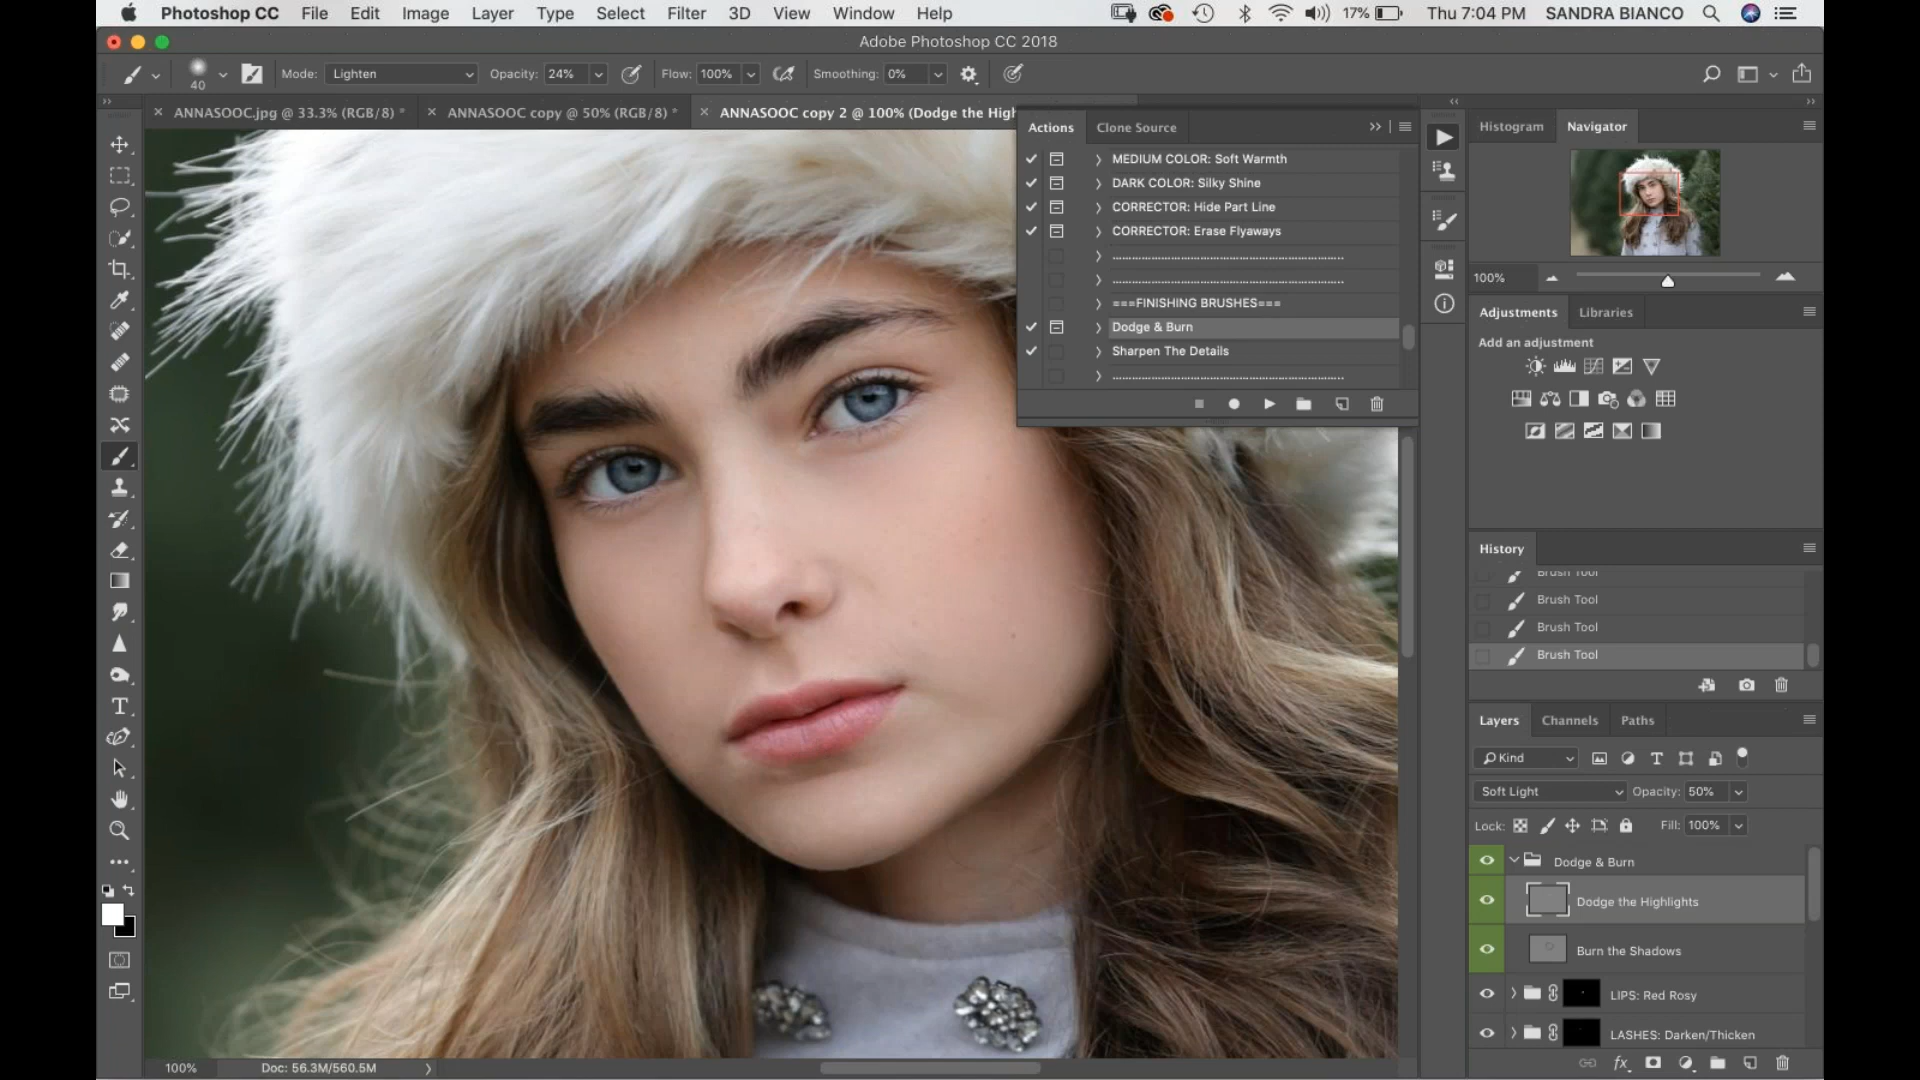 Photoshop CC File Edit Image Layer Type Select Filter 3D View Window Help 17% Thu 7:04 PM SANDRA BIANCO
Adobe Photoshop CC 2018
40 Mode: Lighten Opacity: 24% Flow: 100% Smoothing: 0%
ANNASOOC.jpg @ 33.3% (RGB/8) * ANNASOOC copy @ 50% (RGB/8) * ANNASOOC copy 2 @ 100% (Dodge the High
Actions Clone Source
MEDIUM COLOR: Soft Warmth
DARK COLOR: Silky Shine
CORRECTOR: Hide Part Line
CORRECTOR: Erase Flyaways
===FINISHING BRUSHES===
Dodge & Burn
Sharpen The Details
Histogram Navigator
100%
Adjustments Libraries
Add an adjustment
History
Brush Tool
Brush Tool
Brush Tool
Brush Tool
Layers Channels Paths
Kind
Soft Light Opacity: 50%
Lock: Fill: 100%
Dodge & Burn
Dodge the Highlights
Burn the Shadows
LIPS: Red Rosy
LASHES: Darken/Thicken
fx
100% Doc: 56.3M/560.5M